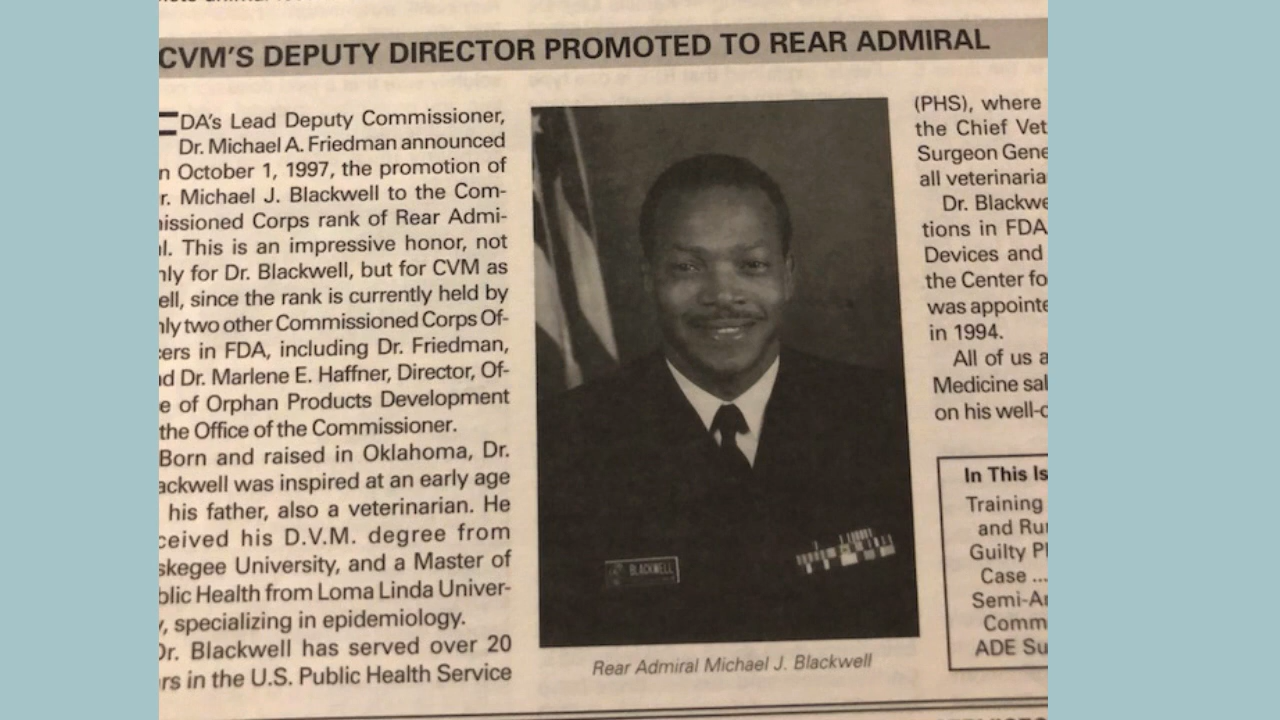 CVM'S DEPUTY DIRECTOR PROMOTED TO REAR ADMIRAL
FDA's Lead Deputy Commissioner,
Dr. Michael A. Friedman announced
n October 1, 1997, the promotion of
r. Michael J. Blackwell to the Com-
issioned Corps rank of Rear Admi-
l. This is an impressive honor, not
nly for Dr. Blackwell, but for CVM as
ell, since the rank is currently held by
nly two other Commissioned Corps Of-
cers in FDA, including Dr. Friedman,
d Dr. Marlene E. Haffner, Director, Of-
e of Orphan Products Development
the Office of the Commissioner.
Born and raised in Oklahoma, Dr.
ackwell was inspired at an early age
his father, also a veterinarian. He
ceived his D.V.M. degree from
skegee University, and a Master of
blic Health from Loma Linda Univer-
y, specializing in epidemiology.
Dr. Blackwell has served over 20
rs in the U.S. Public Health Service
BLACKWELL
Rear Admiral Michael J. Blackwell
(PHS), where
the Chief Vet
Surgeon Gene
all veterinaria
Dr. Blackwe
tions in FDA
Devices and
the Center fo
was appointe
in 1994.
All of us a
Medicine sal
on his well-d
In This Is
Training
and Ru
Guilty Pl
Case ...
Semi-An
Comm
ADE Su